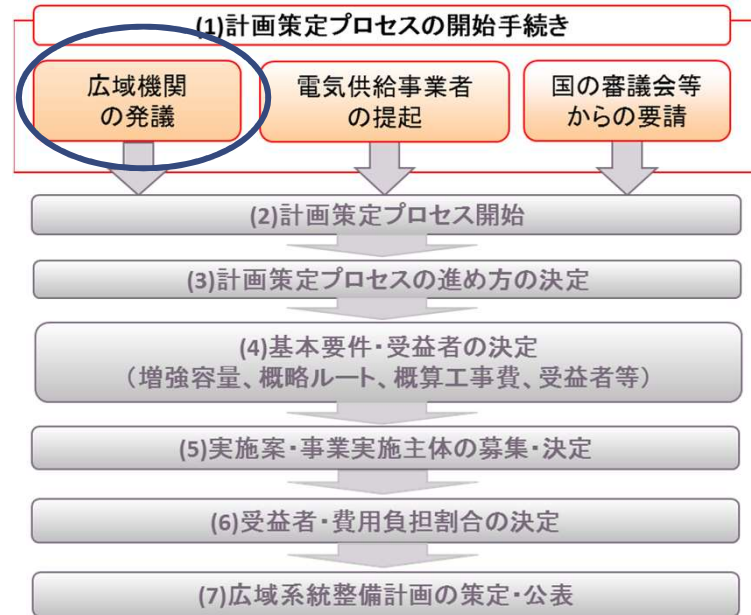 (1)計画策定プロセスの開始手続き
広域機関
の発議
電気供給事業者
の提起
国の審議会等
からの要請
(2)計画策定プロセス開始
(3)計画策定プロセスの進め方の決定
(4)基本要件・受益者の決定
（増強容量、概略ルート、概算工事費、受益者等）
(5)実施案・事業実施主体の募集・決定
(6)受益者・費用負担割合の決定
(7)広域系統整備計画の策定・公表